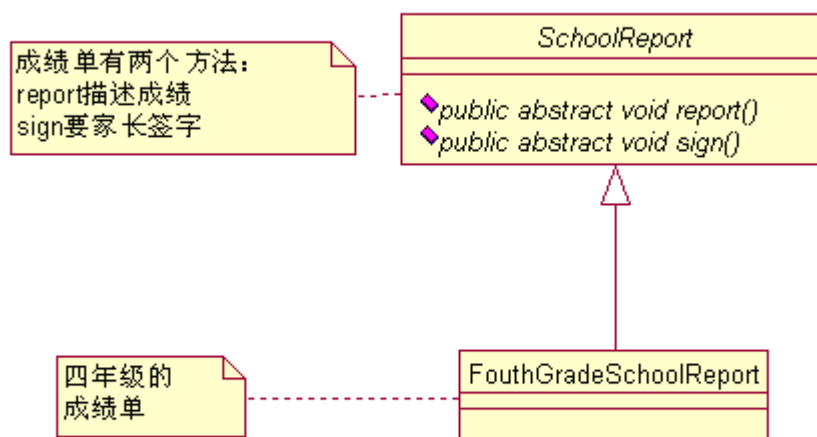 成绩单有两个方法：
report描述成绩
sign要家长签字
SchoolReport
public abstract void report()
public abstract void sign()
四年级的
成绩单
FouthGradeSchoolReport